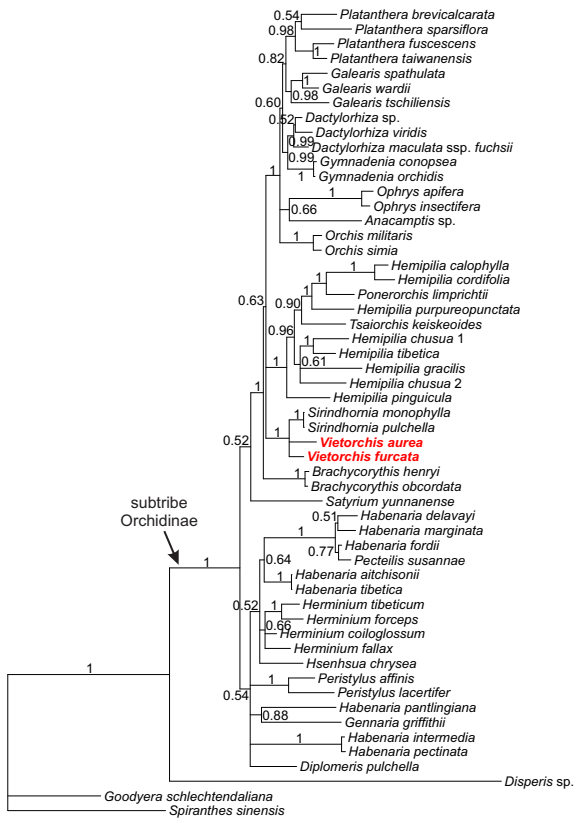 0.54
Platanthera brevicalcarata
0.98
Platanthera sparsiflora
Platanthera fuscescens
0.82
1
Platanthera taiwanensis
Galearis spathulata
1
Galearis wardii
0.98
0.60
Galearis tschiliensis
0.52
Dactylorhiza sp.
Dactylorhiza viridis
0.99
Dactylorhiza maculata ssp. fuchsii
0.99
Gymnadenia conopsea
1
1
Gymnadenia orchidis
1
Ophrys apifera
Ophrys insectifera
0.66
Anacamptis sp.
1
Orchis militaris
Orchis simia
1
Hemipilia calophylla
1
Hemipilia cordifolia
1
Ponerorchis limprichtii
0.63
0.90
Hemipilia purpureopunctata
Tsaiorchis keiskeoides
0.96
1
Hemipilia chusua 1
Hemipilia tibetica
1
0.61
Hemipilia gracilis
Hemipilia chusua 2
1
Hemipilia pinguicula
Sirindhornia monophylla
1
Sirindhornia pulchella
0.52
Vietorchis aurea
Vietorchis furcata
1
Brachycorythis henryi
Brachycorythis obcordata
subtribe
Orchidinae
Satyrium yunnanense
0.51
Habenaria delavayi
1
Habenaria marginata
0.77
Habenaria fordii
0.64
Pecteilis susannae
1
1
Habenaria aitchisonii
Habenaria tibetica
0.52
1
Herminium tibeticum
Herminium forceps
0.66
Herminium coiloglossum
Herminium fallax
Hsenhsua chrysea
1
1
Peristylus affinis
0.54
Peristylus lacertifer
Habenaria pantlingiana
0.88
Gennaria griffithii
1
Habenaria intermedia
Habenaria pectinata
Diplomeris pulchella
Disperis sp.
Goodyera schlechtendaliana
Spiranthes sinensis